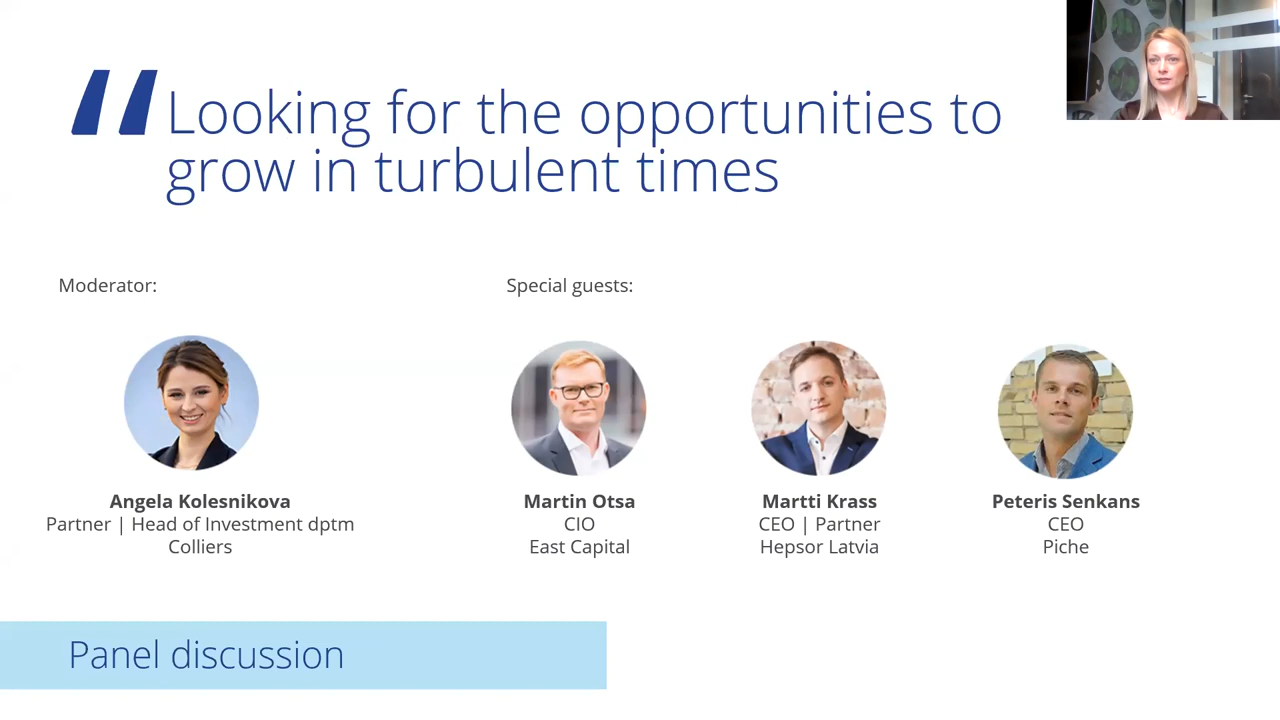 Looking for the opportunities to
grow in turbulent times
Moderator:
Special guests:
Angela Kolesnikova
Partner | Head of Investment dptm
Colliers
Martin Otsa
CIO
East Capital
Martti Krass
CEO | Partner
Hepsor Latvia
Peteris Senkans
CEO
Piche
Panel discussion